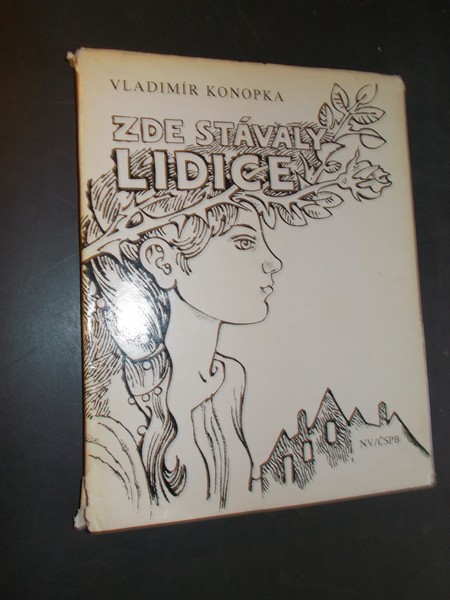 VLADIMÍR KONOPKA
ZDE STÁVALY
LIDICE
NV/ČSPB